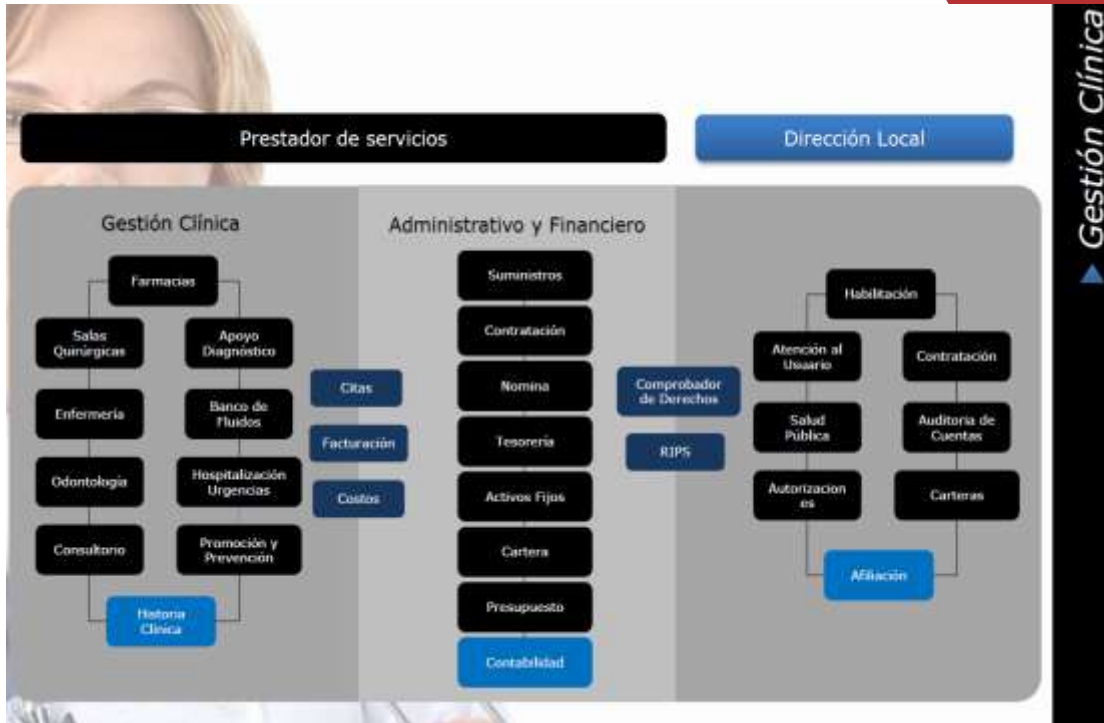 Gestión Clínica
Prestador de servicios
Dirección Local
Gestión Clínica
Farmacias
Salas
Quirúrgicas
Enfermería
Odontología
Consultorio
Apoyo
Diagnóstico
Banco de
Fluidos
Hospitalización
Urgencias
Promoción y
Prevención
Historia
Clínica
Citas
Facturación
Costos
Administrativo y Financiero
Suministros
Contratación
Nomina
Tesorería
Activos Fijos
Cartera
Presupuesto
Contabilidad
Comprobador
de Derechos
RIPS
Habilitación
Atención al
Usuario
Salud
Pública
Autorizacion
es
Contratación
Auditoria de
Cuentas
Carteras
Afiliación